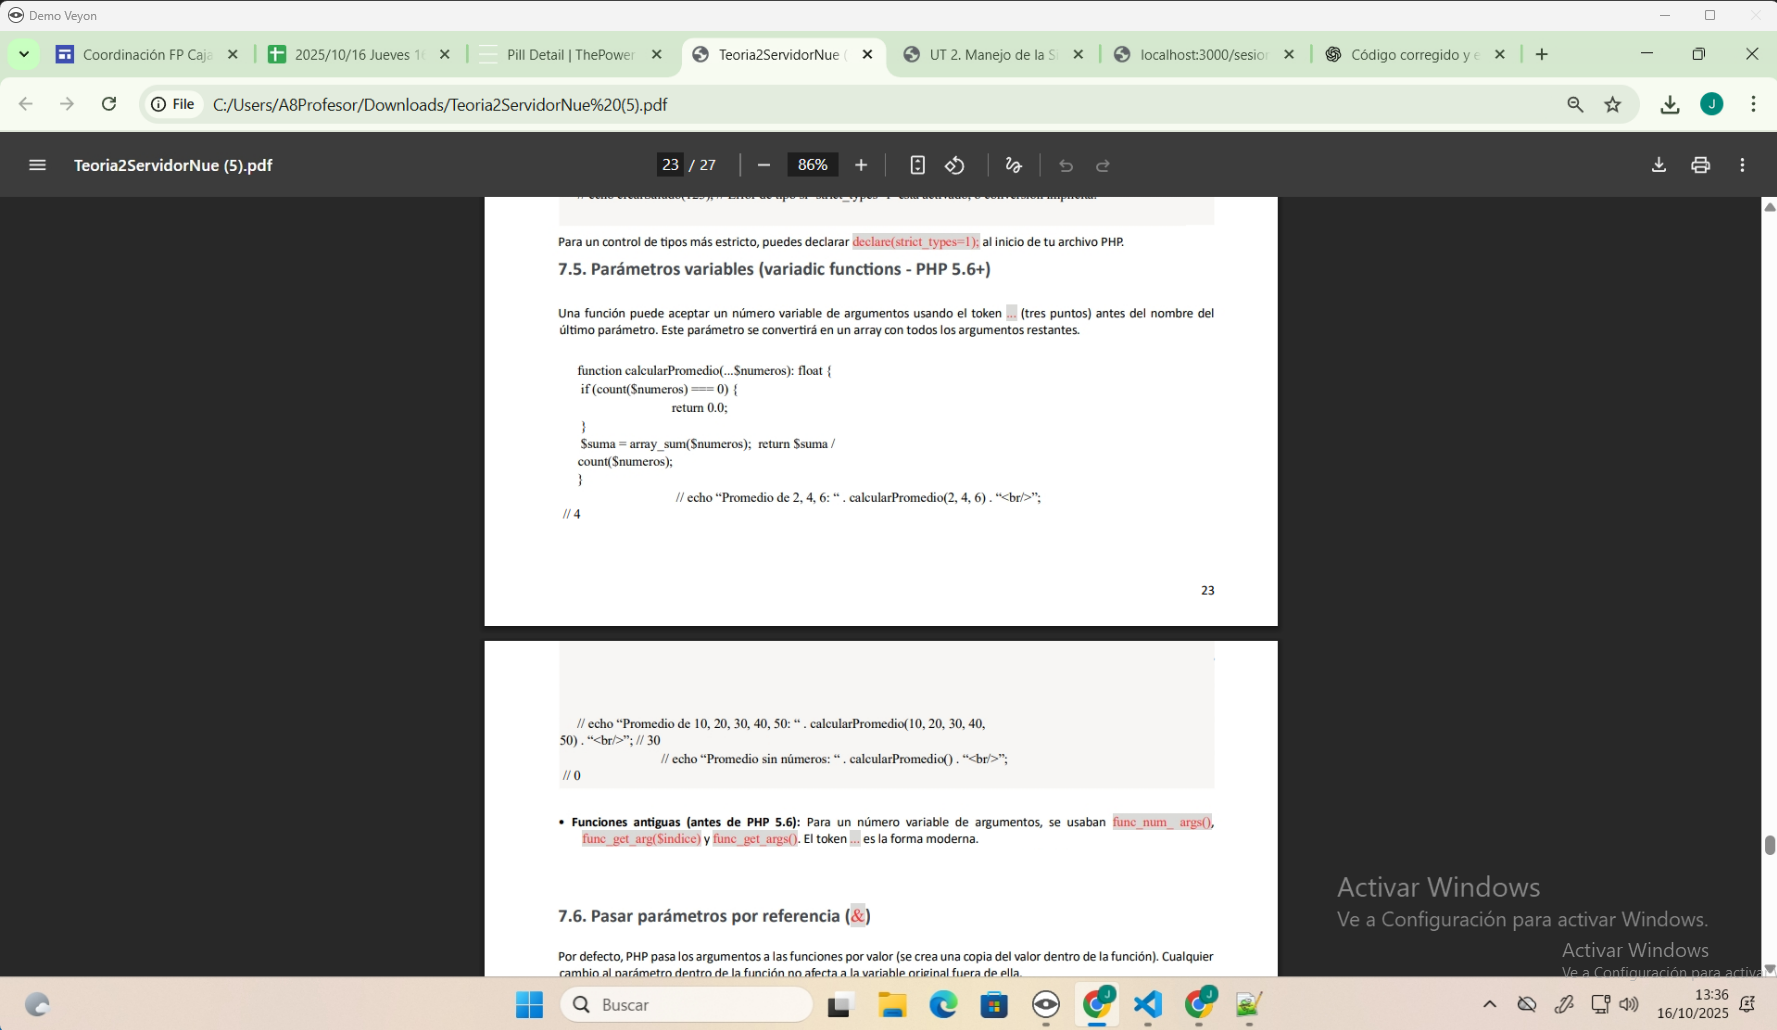 Demo Veyon
Coordinación FP Caja
2025/10/16 Jueves 16
Pill Detail | ThePower
Teoria2ServidorNue (
UT 2. Manejo de la S
localhost:3000/sesion
Código corregido y e
File
C:/Users/A8Profesor/Downloads/Teoria2ServidorNue%20(5).pdf
J
Teoria2ServidorNue (5).pdf
23 / 27
86%
Para un control de tipos más estricto, puedes declarar declare(strict_types=1); al inicio de tu archivo PHP.
7.5. Parámetros variables (variadic functions - PHP 5.6+)
Una función puede aceptar un número variable de argumentos usando el token ... (tres puntos) antes del nombre del
último parámetro. Este parámetro se convertirá en un array con todos los argumentos restantes.
function calcularPromedio(...$numeros): float {
if (count($numeros) === 0) {
return 0.0;
}
$suma = array_sum($numeros); return $suma /
count($numeros);
}
// echo “Promedio de 2, 4, 6: “ . calcularPromedio(2, 4, 6) . “<br/>”;
// 4
23
// echo “Promedio de 10, 20, 30, 40, 50: “ . calcularPromedio(10, 20, 30, 40,
50) . “<br/>”; // 30
// echo “Promedio sin números: “ . calcularPromedio() . “<br/>”;
// 0
• Funciones antiguas (antes de PHP 5.6): Para un número variable de argumentos, se usaban func_num_ args(),
func_get_arg($indice) y func_get_args(). El token ... es la forma moderna.
7.6. Pasar parámetros por referencia (&)
Por defecto, PHP pasa los argumentos a las funciones por valor (se crea una copia del valor dentro de la función). Cualquier
cambio al parámetro dentro de la función no afecta a la variable original fuera de ella.
Activar Windows
Ve a Configuración para activar Windows.
Activar Windows
Ve a Configuración para activa
Buscar
13:36
16/10/2025